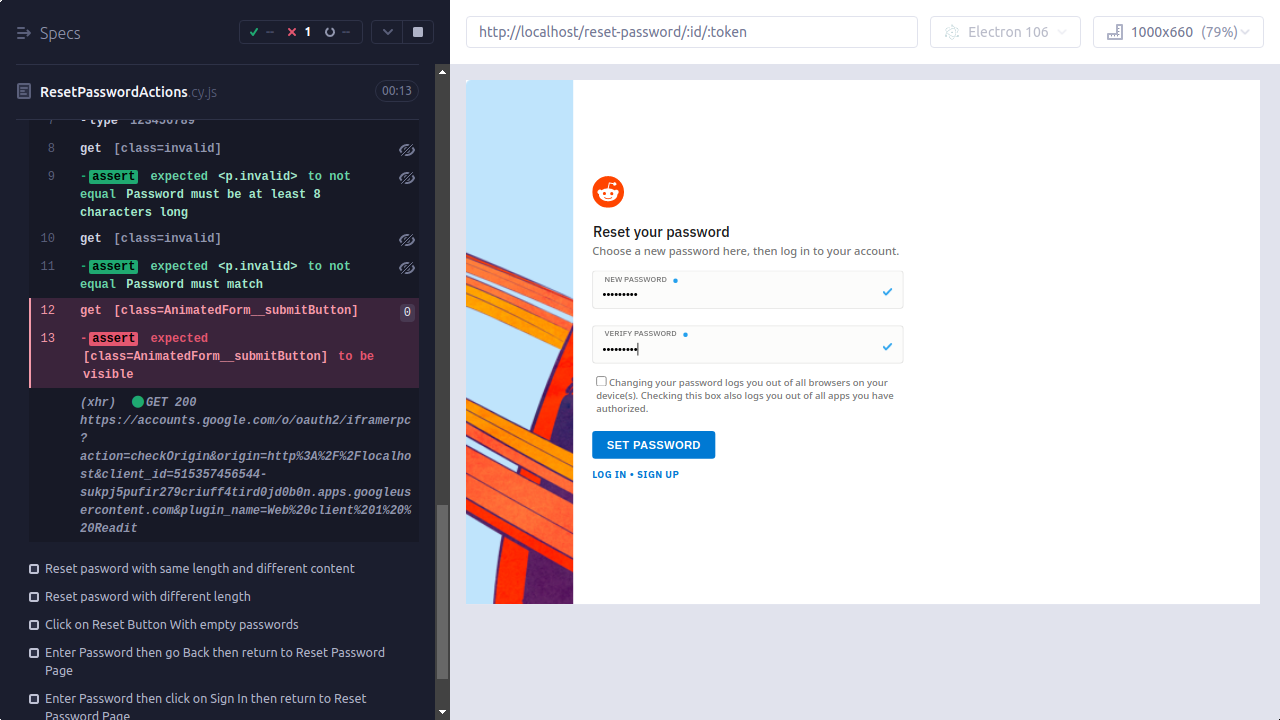 Specs
-- 1 --
ResetPasswordActions.cy.js
00:13
7 -type 123456789
8 get [class=invalid]
9 -assert expected <p.invalid> to not
equal Password must be at least 8
characters long
10 get [class=invalid]
11 -assert expected <p.invalid> to not
equal Password must match
12 get [class=AnimatedForm__submitButton] 0
13 -assert expected
[class=AnimatedForm__submitButton] to be
visible
(xhr) GET 200
https://accounts.google.com/o/oauth2/iframerpc
?
action=checkOrigin&origin=http%3A%2F%2Flocalho
st&client_id=515357456544-
sukpj5pufir279criuff4tird0jd0b0n.apps.googleus
ercontent.com&plugin_name=Web%20client%201%20%
20Readit
Reset pasword with same length and different content
Reset pasword with different length
Click on Reset Button With empty passwords
Enter Password then go Back then return to Reset Password
Page
Enter Password then click on Sign In then return to Reset
Password Page
http://localhost/reset-password/:id/:token
Electron 106
1000x660 (79%)
Reset your password
Choose a new password here, then log in to your account.
NEW PASSWORD
•••••••••
VERIFY PASSWORD
•••••••••
Changing your password logs you out of all browsers on your
device(s). Checking this box also logs you out of all apps you have
authorized.
SET PASSWORD
LOG IN • SIGN UP